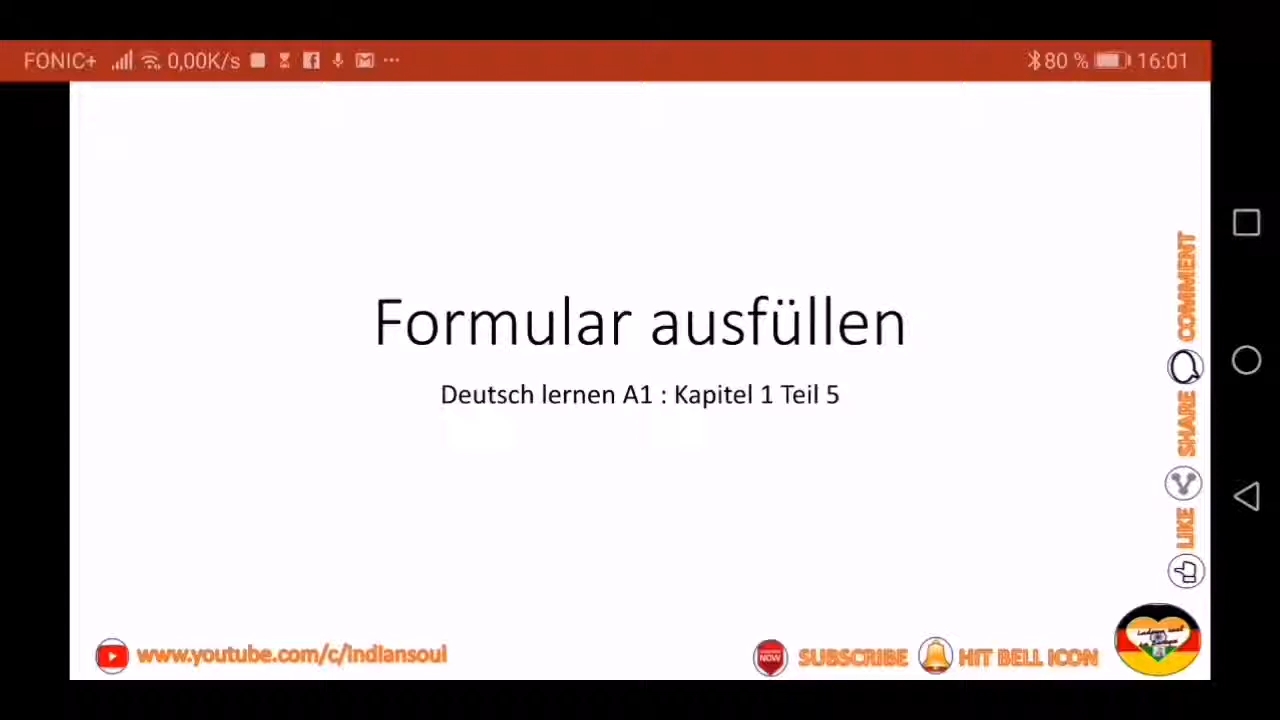 FONIC+ 0,00K/s ... 80 % 16:01
Formular ausfüllen
Deutsch lernen A1 : Kapitel 1 Teil 5
COMMENT
SHARE
LIKE
www.youtube.com/c/indiansoul
NOW SUBSCRIBE HIT BELL ICON